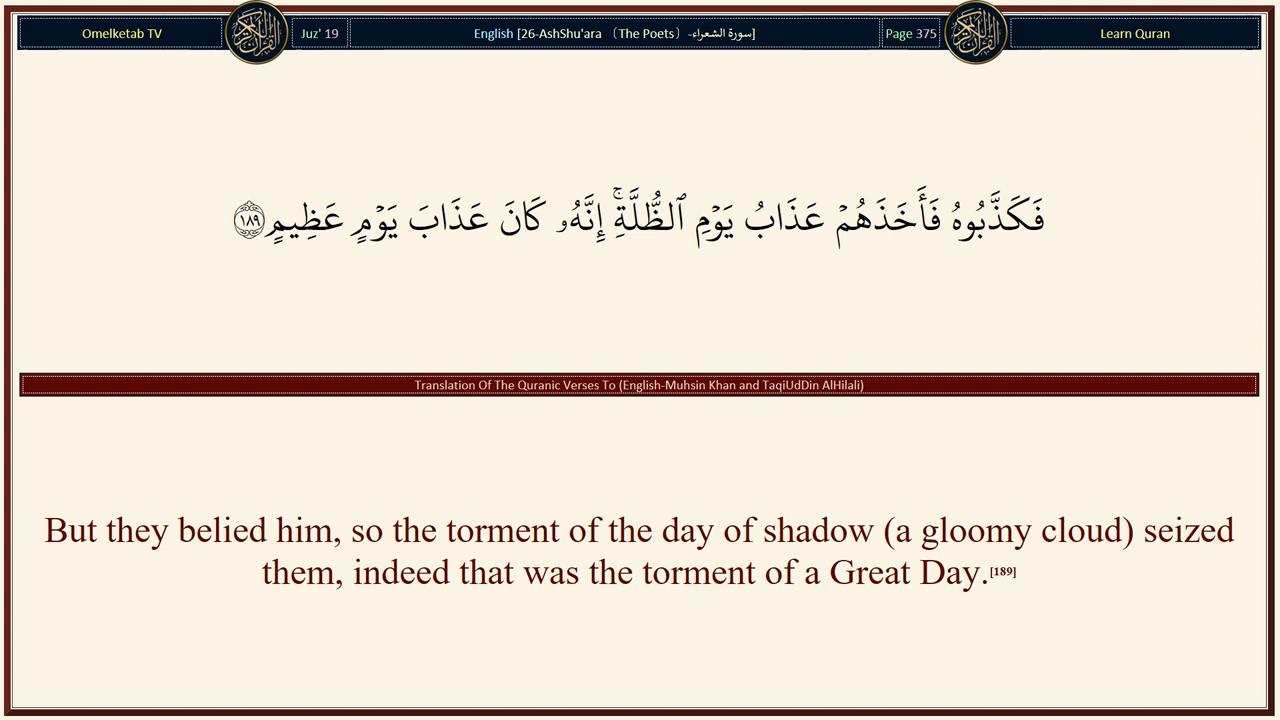 Omelketab TV
Juz' 19
English [26-AshShu'ara （The Poets） -سورة الشعراء]
Page 375
Learn Quran
فَكَذَّبُوهُ فَأَخَذَهُمۡ عَذَابُ يَوۡمِ ٱلظُّلَّةِۚ إِنَّهُۥ كَانَ عَذَابَ يَوۡمٍ عَظِيمٍ ١٨٩
Translation Of The Quranic Verses To (English-Muhsin Khan and TaqiUdDin AlHilali)
But they belied him, so the torment of the day of shadow (a gloomy cloud) seized
them, indeed that was the torment of a Great Day.[189]